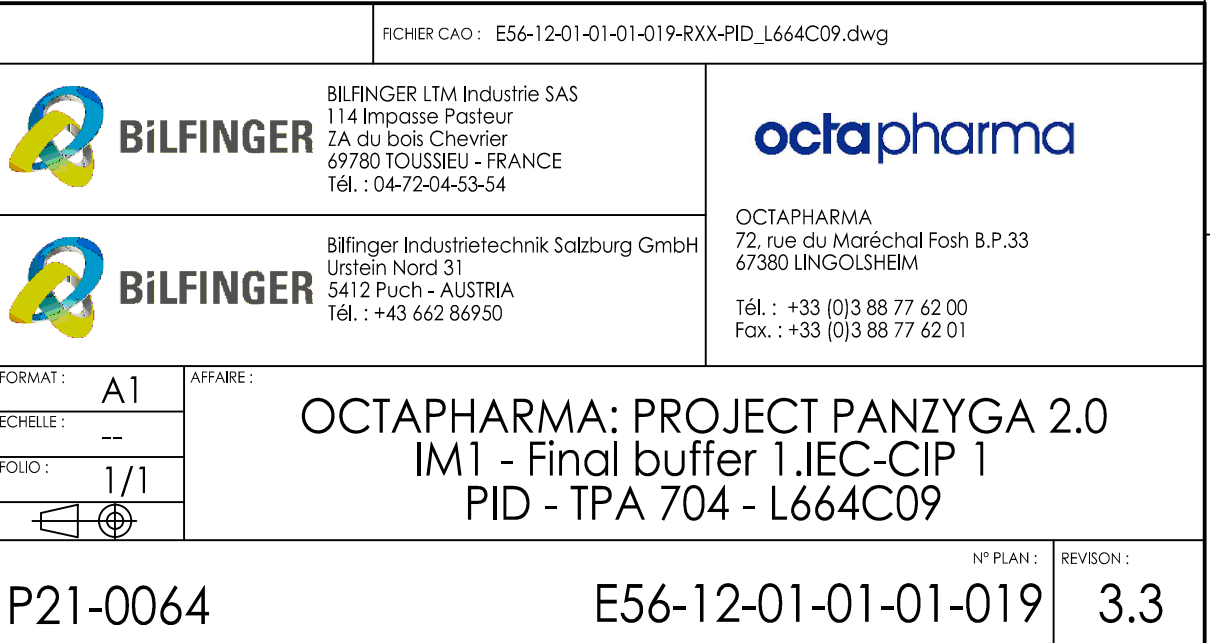 FICHIER CAO : E56-12-01-01-01-019-RXX-PID_L664C09.dwg
BiLFINGER
BILFINGER LTM Industrie SAS
114 Impasse Pasteur
ZA du bois Chevrier
69780 TOUSSIEU - FRANCE
Tél. : 04-72-04-53-54
octapharma
BiLFINGER
Bilfinger Industrietechnik Salzburg GmbH
Urstein Nord 31
5412 Puch - AUSTRIA
Tél. : +43 662 86950
OCTAPHARMA
72, rue du Maréchal Fosh B.P.33
67380 LINGOLSHEIM
Tél. : +33 (0)3 88 77 62 00
Fax. : +33 (0)3 88 77 62 01
FORMAT : A1
ECHELLE : --
FOLIO : 1/1
AFFAIRE :
OCTAPHARMA: PROJECT PANZYGA 2.0
IM1 - Final buffer 1.IEC-CIP 1
PID - TPA 704 - L664C09
P21-0064
N° PLAN :
E56-12-01-01-01-019
REVISON :
3.3